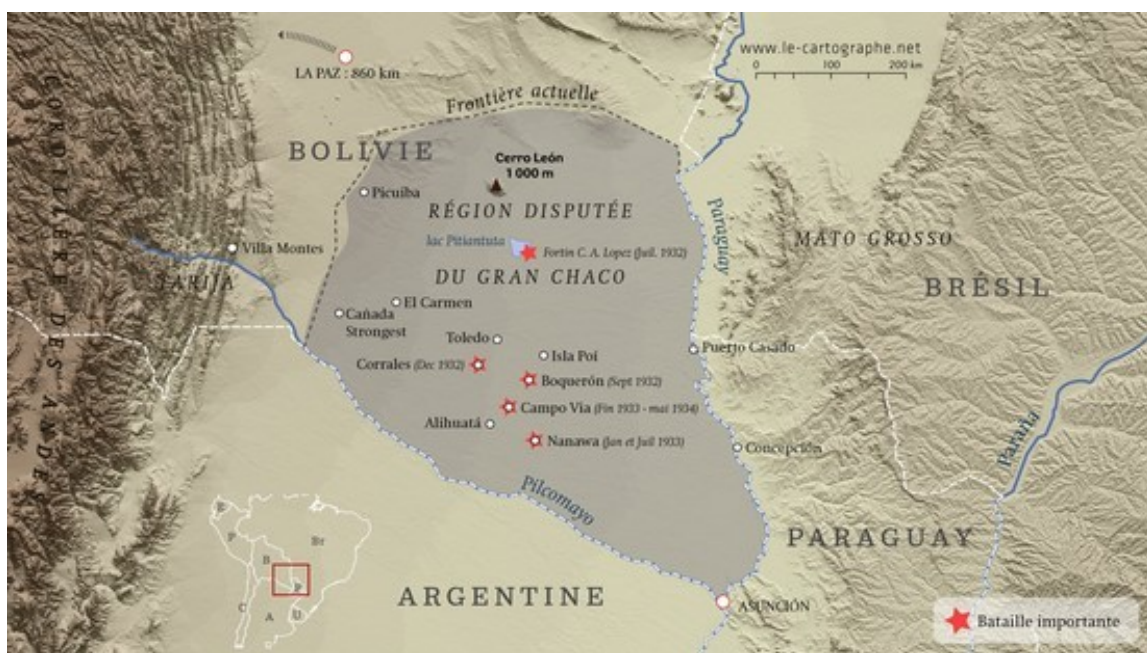 www.le-cartographe.net
0 100 200 km
LA PAZ : 860 km
Frontière actuelle
BOLIVIE
Cerro León
1 000 m
Picuiba
RÉGION DISPUTÉE
Paraguay
lac Pitiantuta
Fortin C. A. Lopez (Juil. 1932)
MATO GROSSO
Villa Montes
TARIJA
DU GRAN CHACO
BRÉSIL
CORDILLÈRE DES ANDES
El Carmen
Cañada
Strongest
Toledo
Isla Poí
Puerto Casado
Corrales (Dec 1932)
Boquerón (Sept 1932)
Campo Via (Fin 1933 - mai 1934)
Alihuatá
Nanawa (Jan et Juil 1933)
Concepción
Paraña
Pilcomayo
PARAGUAY
ARGENTINE
ASUNCIÓN
E
P
Br
B
P
C
A
U
Bataille importante